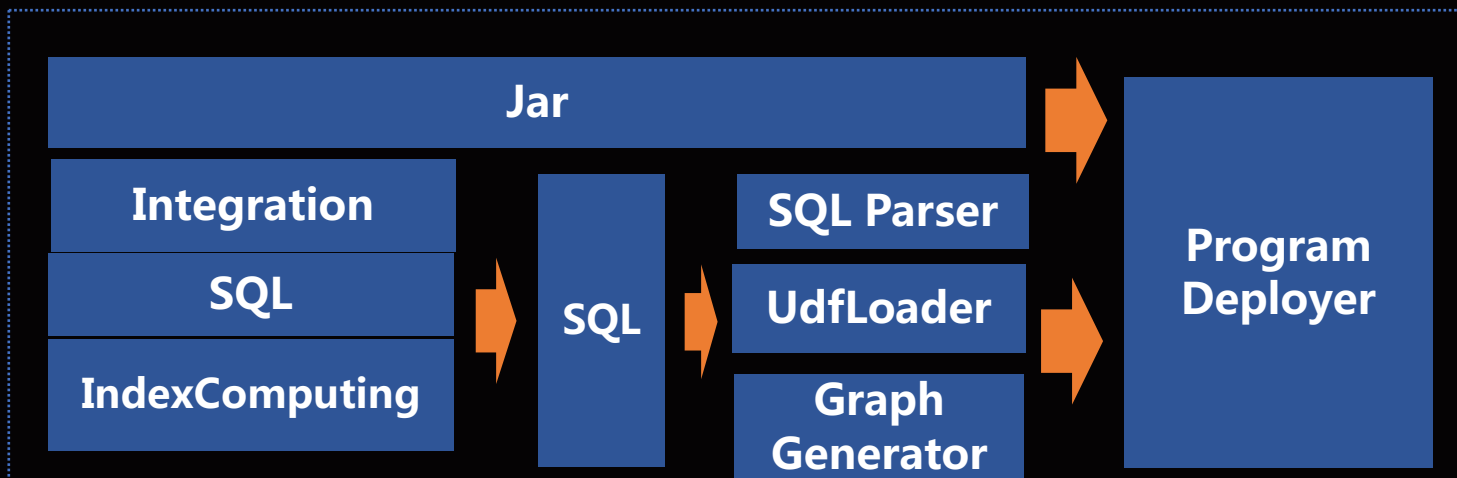 Jar
Integration
SQL
IndexComputing
SQL
SQL Parser
UdfLoader
Graph
Generator
Program
Deployer